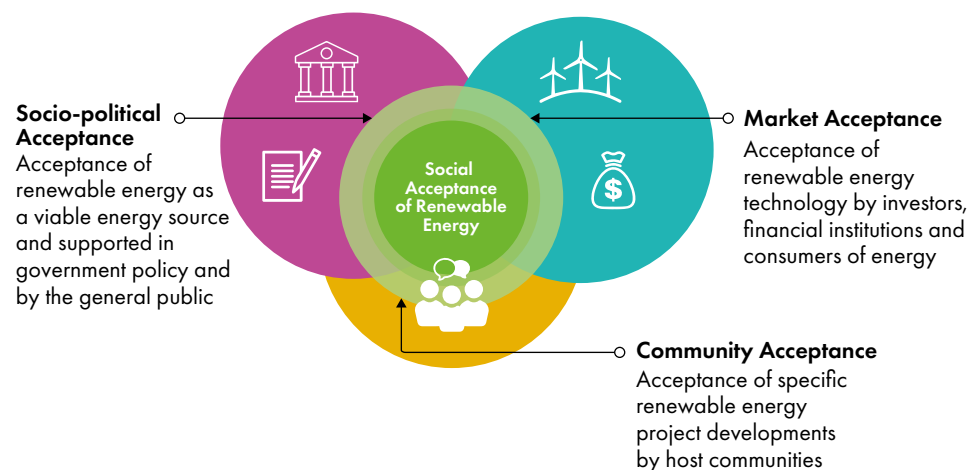 Socio-political
Acceptance
Acceptance of
renewable energy as
a viable energy source
and supported in
government policy and
by the general public
Social
Acceptance
of Renewable
Energy
$
Market Acceptance
Acceptance of
renewable energy
technology by investors,
financial institutions and
consumers of energy
Community Acceptance
Acceptance of specific
renewable energy
project developments
by host communities